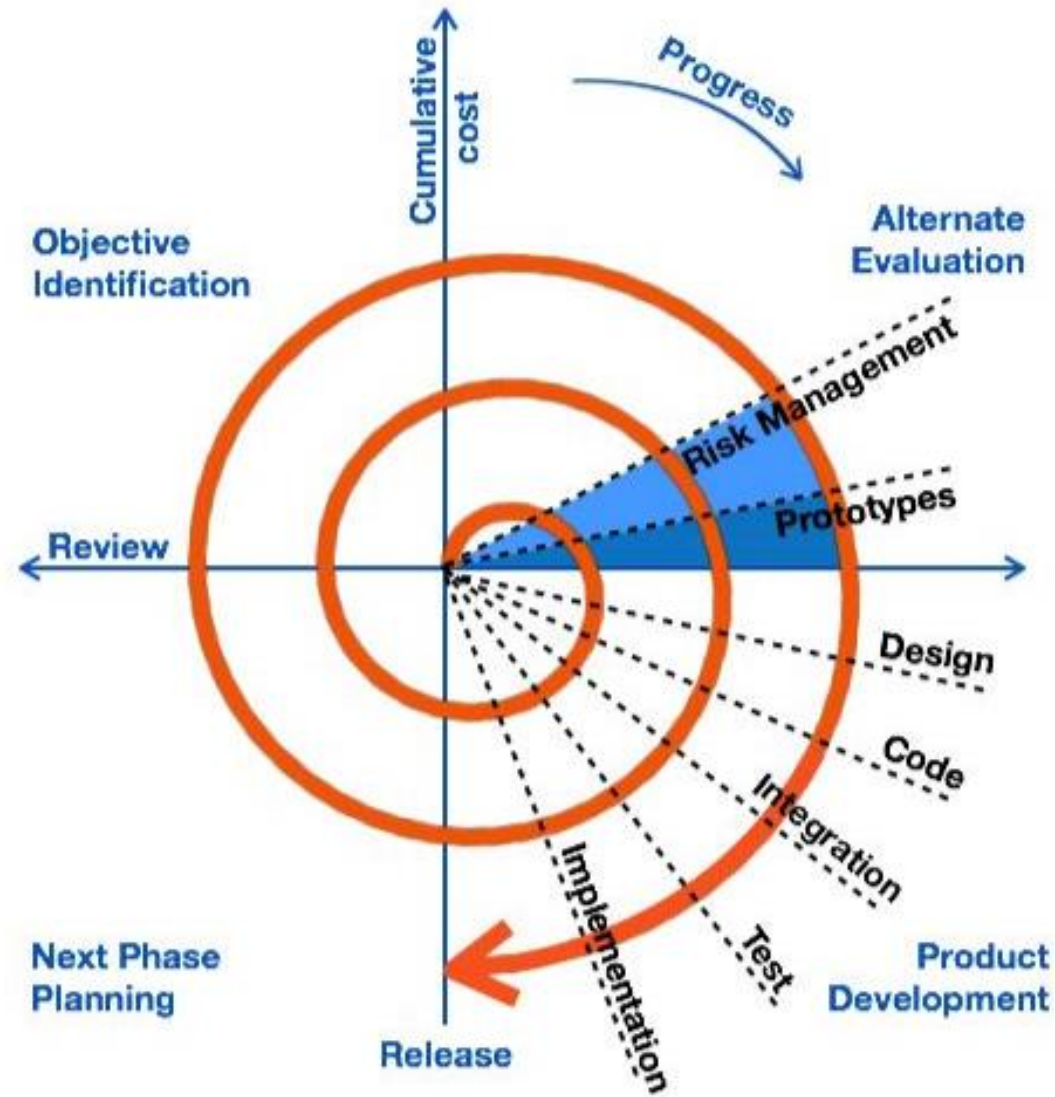 Cumulative
cost
Progress
Objective
Identification
Alternate
Evaluation
Risk Management
Prototypes
Review
Design
Code
Integration
Test
Implementation
Next Phase
Planning
Product
Development
Release